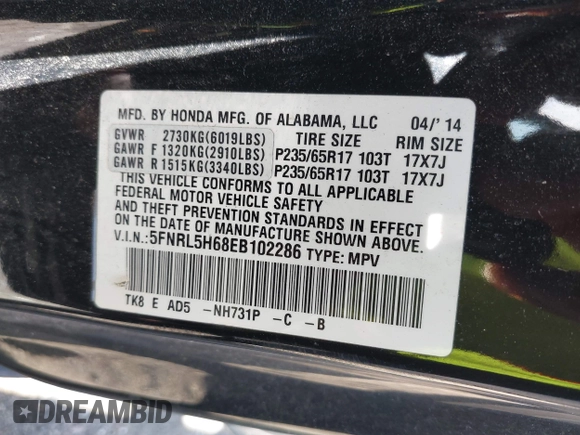 MFD. BY HONDA MFG. OF ALABAMA, LLC 04/'14
GVWR 2730KG(6019LBS) TIRE SIZE RIM SIZE
GAWR F 1320KG(2910LBS) P235/65R17 103T 17X7J
GAWR R 1515KG(3340LBS) P235/65R17 103T 17X7J
THIS VEHICLE CONFORMS TO ALL APPLICABLE
FEDERAL MOTOR VEHICLE SAFETY
AND THEFT PREVENTION STANDARDS IN EFFECT
ON THE DATE OF MANUFACTURE SHOWN ABOVE.
V.I.N.:5FNRL5H68EB102286 TYPE: MPV
TK8 E AD5 -NH731P -C -B
DREAMBID